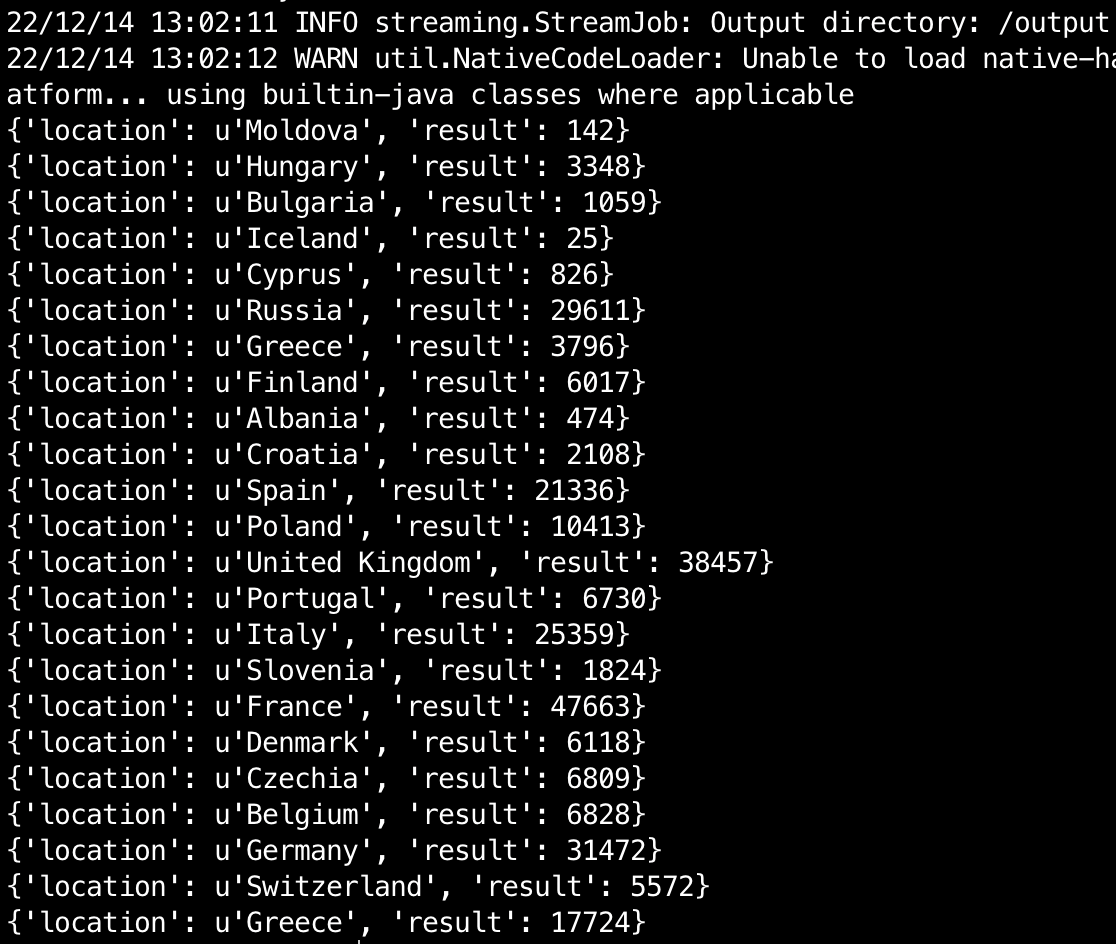 22/12/14 13:02:11 INFO streaming.StreamJob: Output directory: /output
22/12/14 13:02:12 WARN util.NativeCodeLoader: Unable to load native-ha
atform... using builtin-java classes where applicable
{'location': u'Moldova', 'result': 142}
{'location': u'Hungary', 'result': 3348}
{'location': u'Bulgaria', 'result': 1059}
{'location': u'Iceland', 'result': 25}
{'location': u'Cyprus', 'result': 826}
{'location': u'Russia', 'result': 29611}
{'location': u'Greece', 'result': 3796}
{'location': u'Finland', 'result': 6017}
{'location': u'Albania', 'result': 474}
{'location': u'Croatia', 'result': 2108}
{'location': u'Spain', 'result': 21336}
{'location': u'Poland', 'result': 10413}
{'location': u'United Kingdom', 'result': 38457}
{'location': u'Portugal', 'result': 6730}
{'location': u'Italy', 'result': 25359}
{'location': u'Slovenia', 'result': 1824}
{'location': u'France', 'result': 47663}
{'location': u'Denmark', 'result': 6118}
{'location': u'Czechia', 'result': 6809}
{'location': u'Belgium', 'result': 6828}
{'location': u'Germany', 'result': 31472}
{'location': u'Switzerland', 'result': 5572}
{'location': u'Greece', 'result': 17724}